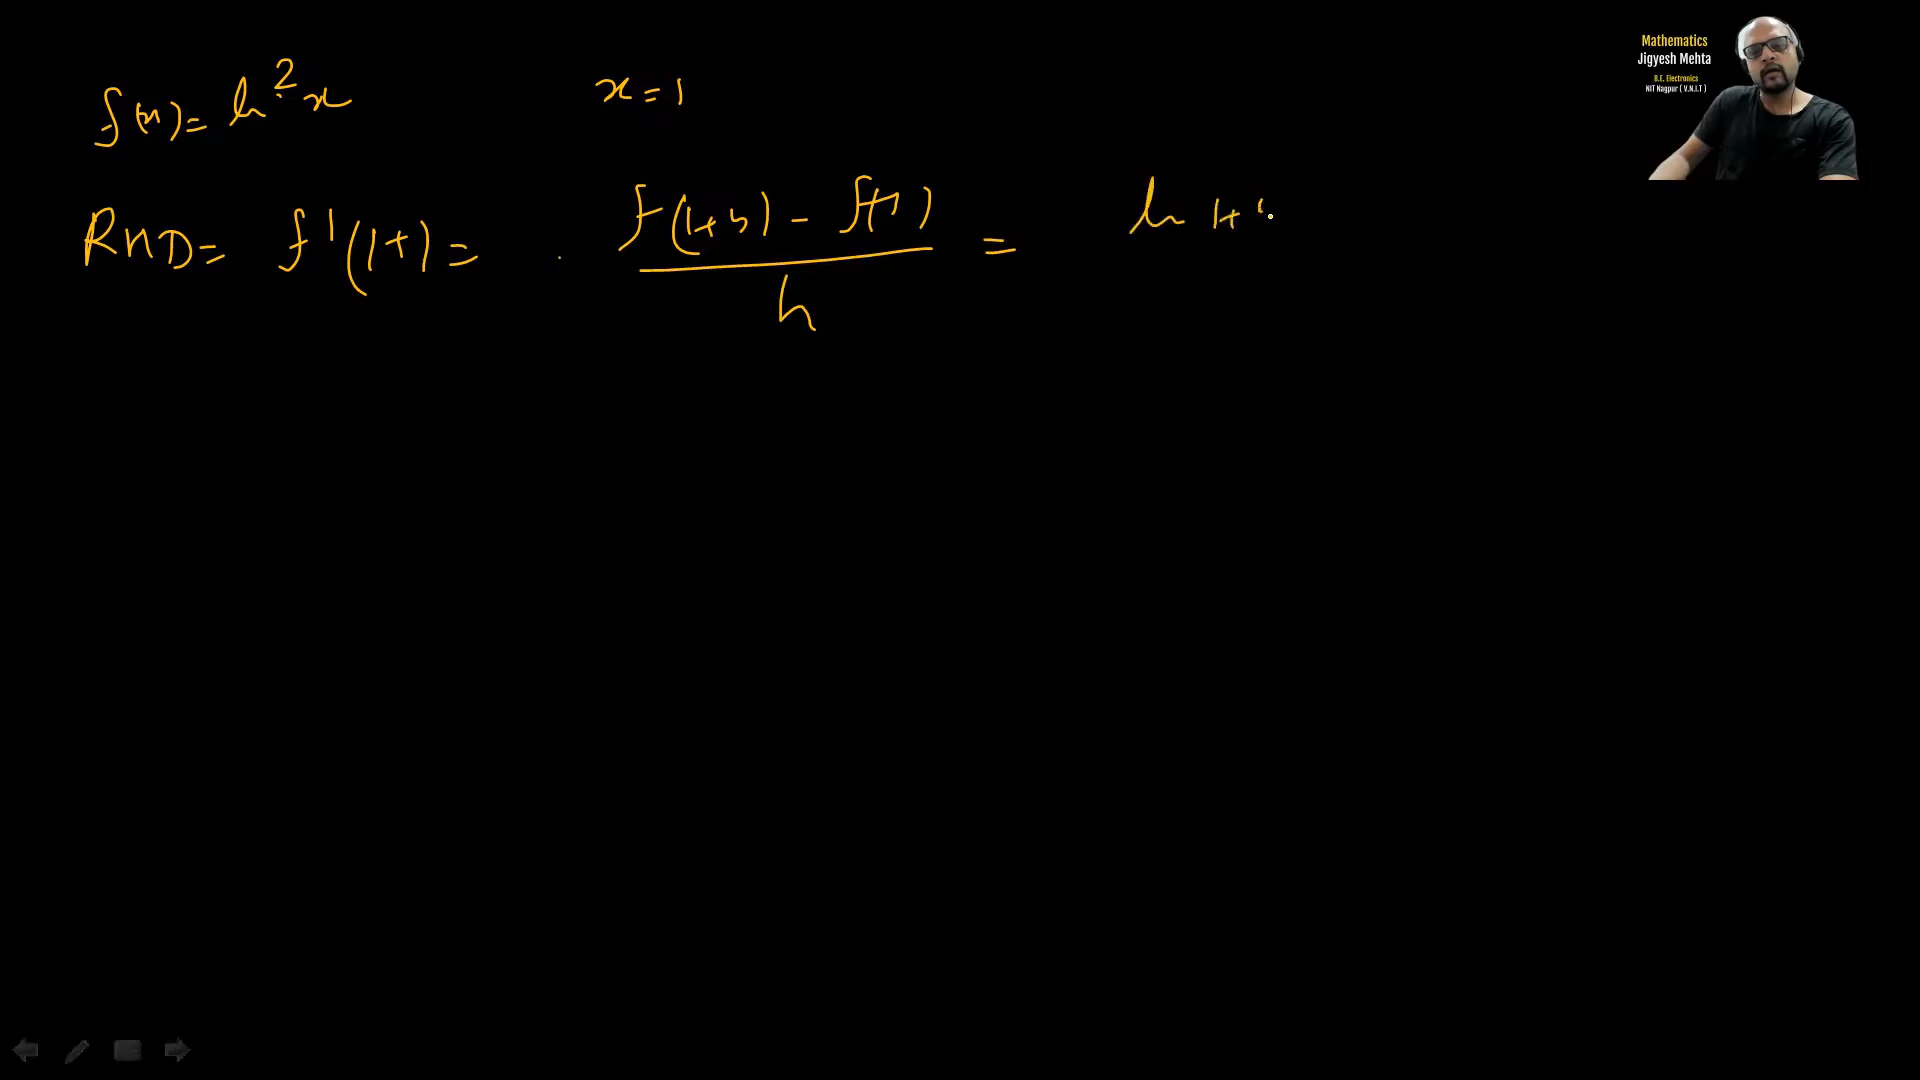 f(x) = ln²x x = 1
Mathematics
Jigyesh Mehta
B.E. Electronics
NIT Nagpur ( V.N.I.T )
RHD = f'(1+) = f(1+h) - f(1) / h = ln 1+